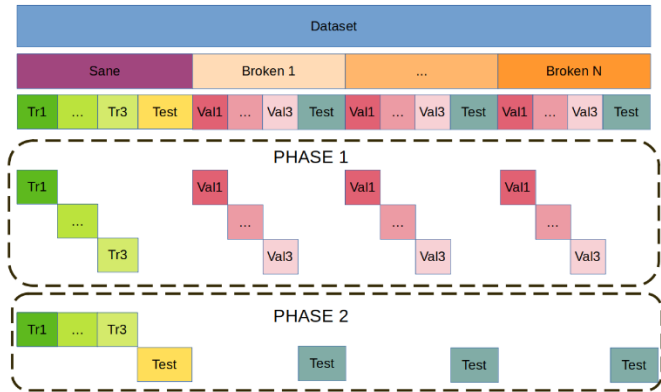 Dataset
Sane Broken 1 ... Broken N
Tr1 ... Tr3 Test Val1 ... Val3 Test Val1 ... Val3 Test Val1 ... Val3 Test
PHASE 1
Tr1 Val1 Val1 Val1
... ... ... ...
Tr3 Val3 Val3 Val3
PHASE 2
Tr1 ... Tr3
Test Test Test Test